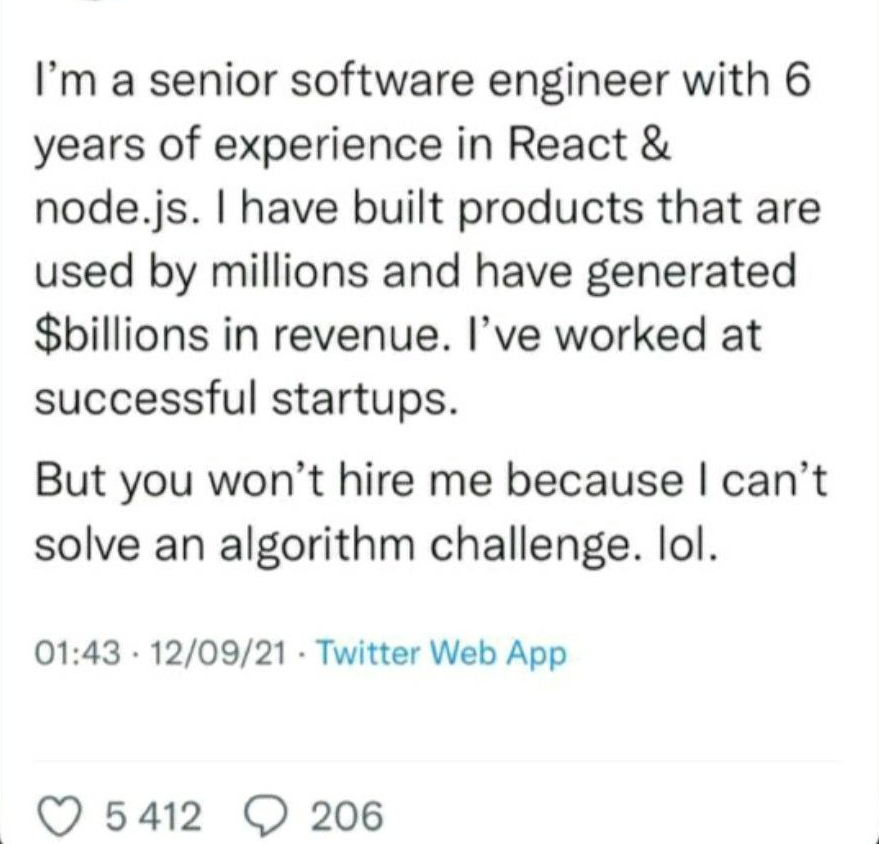 I’m a senior software engineer with 6
years of experience in React &
node.js. I have built products that are
used by millions and have generated
$billions in revenue. I’ve worked at
successful startups.
But you won’t hire me because I can’t
solve an algorithm challenge. lol.
01:43 · 12/09/21 · Twitter Web App
5 412 206